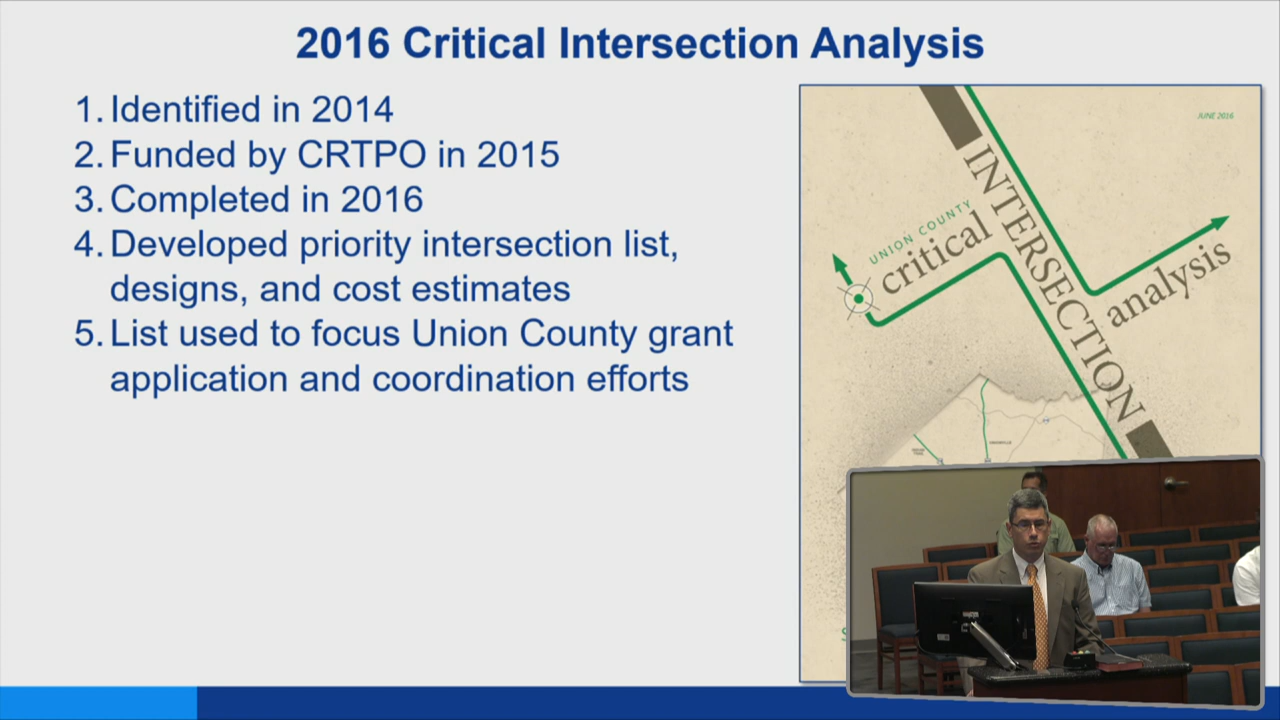 2016 Critical Intersection Analysis
1. Identified in 2014
2. Funded by CRTPO in 2015
3. Completed in 2016
4. Developed priority intersection list,
designs, and cost estimates
5. List used to focus Union County grant
application and coordination efforts
JUNE 2016
UNION COUNTY
critical
INTERSECTION
analysis